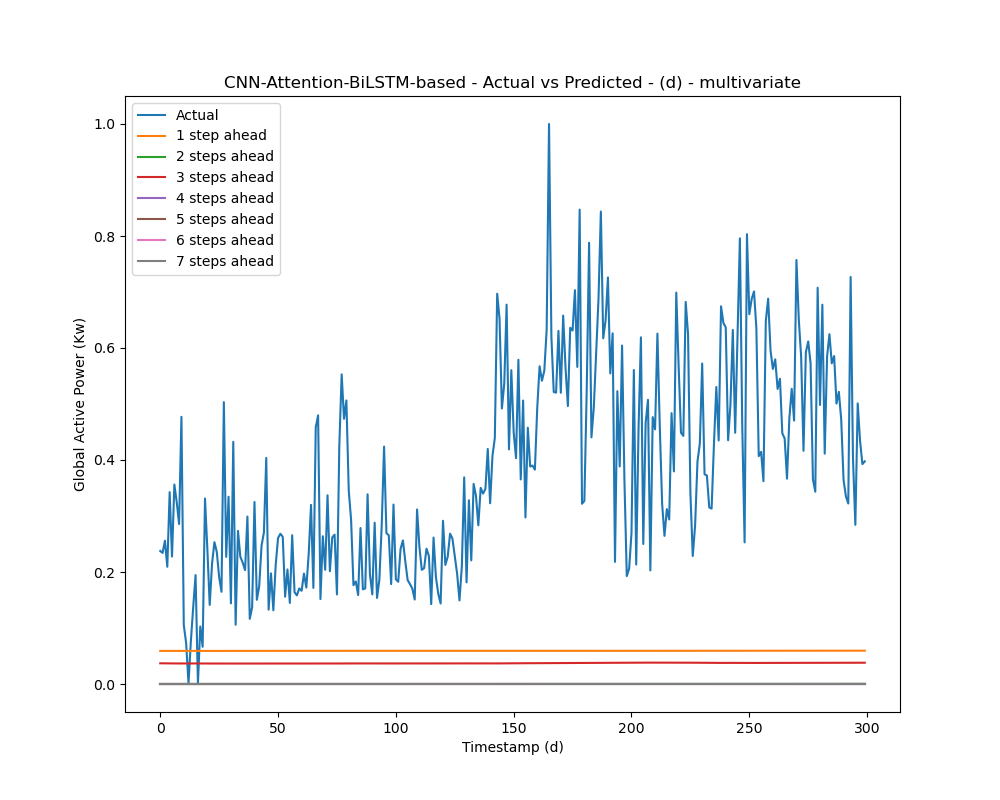 CNN-Attention-BiLSTM-based - Actual vs Predicted - (d) - multivariate
Actual
1 step ahead
2 steps ahead
3 steps ahead
4 steps ahead
5 steps ahead
6 steps ahead
7 steps ahead
Global Active Power (Kw)
1.0
0.8
0.6
0.4
0.2
0.0
0 50 100 150 200 250 300
Timestamp (d)